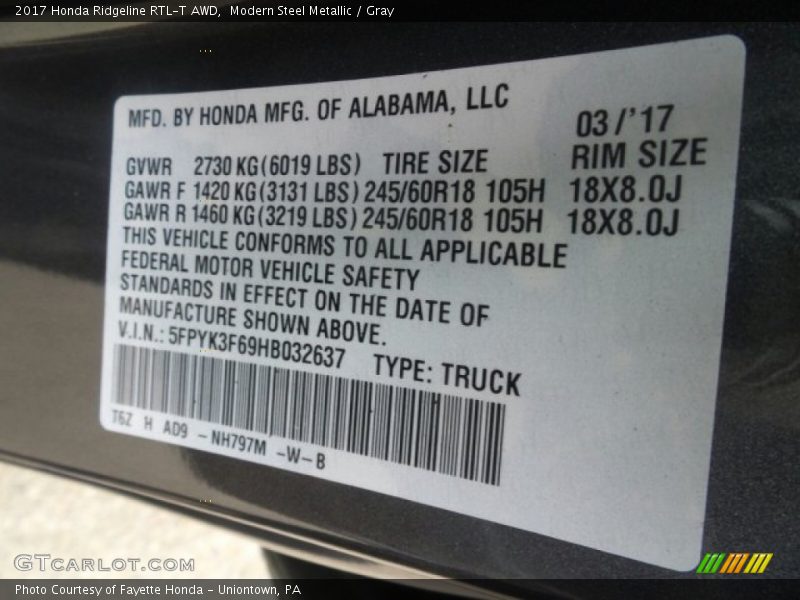 2017 Honda Ridgeline RTL-T AWD,  Modern Steel Metallic / Gray
MFD. BY HONDA MFG. OF ALABAMA, LLC
03/'17
GVWR 2730 KG(6019 LBS) TIRE SIZE RIM SIZE
GAWR F 1420 KG(3131 LBS) 245/60R18 105H 18X8.0J
GAWR R 1460 KG(3219 LBS) 245/60R18 105H 18X8.0J
THIS VEHICLE CONFORMS TO ALL APPLICABLE
FEDERAL MOTOR VEHICLE SAFETY
STANDARDS IN EFFECT ON THE DATE OF
MANUFACTURE SHOWN ABOVE.
V.I.N.: 5FPYK3F69HB032637 TYPE: TRUCK
T6Z H AD9 -NH797M -W-B
GTCARLOT.COM
Photo Courtesy of Fayette Honda - Uniontown, PA